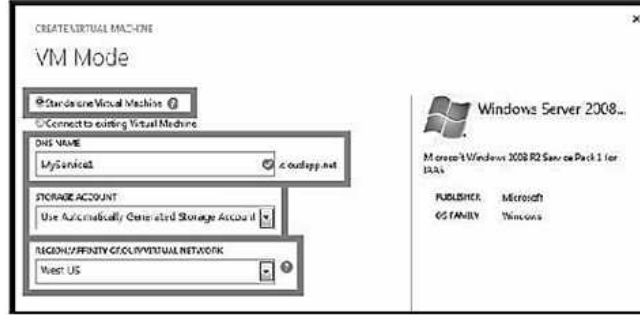 CREATE VIRTUAL MACHINE
VM Mode
Standalone Virtual Machine
Connect to existing Virtual Machine
DNS NAME
MyService1
.cloudapp.net
STORAGE ACCOUNT
Use Automatically Generated Storage Account
REGION/AFFINITY GROUP/VIRTUAL NETWORK
West US
Windows Server 2008...
Microsoft Windows 2008 R2 Service Pack 1 for
IAAS
PUBLISHER Microsoft
OS FAMILY Windows